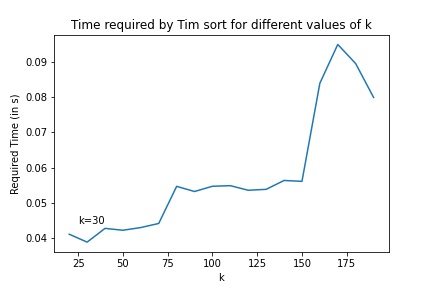 Time required by Tim sort for different values of k
Required Time (in s)
0.09
0.08
0.07
0.06
0.05
0.04
k=30
25 50 75 100 125 150 175
k